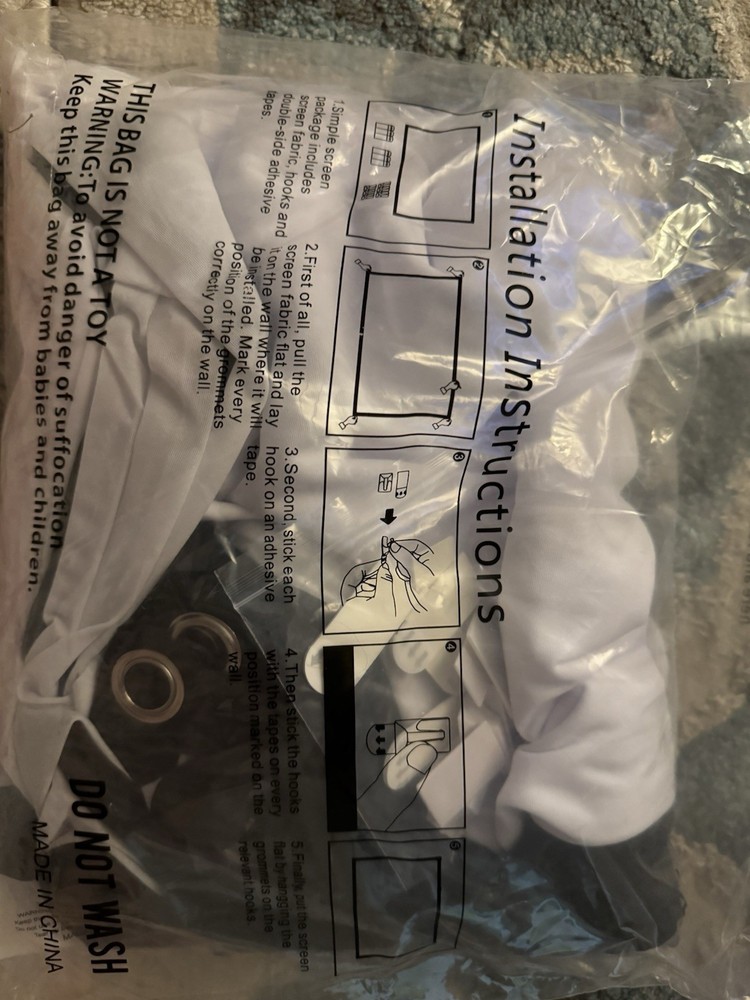 Installation Instructions
1
2
3
4
5
1.Simple screen
package includes
screen fabric, hooks and
double-side adhesive
tapes.
2.First of all, pull the
screen fabric flat and lay
it on the wall where it will
be installed. Mark every
position of the grommets
correctly on the wall.
3.Second, stick each
hook on an adhesive
tape.
4.Then stick the hooks
with the tapes on every
position marked on the
wall.
5.Finally, put the screen
flat by hanging the
grommets on the
relevant hooks.
THIS BAG IS NOT A TOY
WARNING:To avoid danger of suffocation
Keep this bag away from babies and children.
DO NOT WASH
MADE IN CHINA